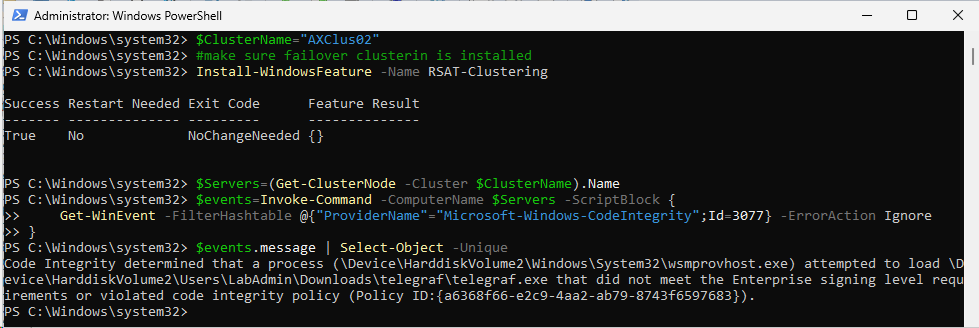 Administrator: Windows PowerShell
PS C:\Windows\system32> $ClusterName="AXClus02"
PS C:\Windows\system32> #make sure failover clusterin is installed
PS C:\Windows\system32> Install-WindowsFeature -Name RSAT-Clustering
Success Restart Needed Exit Code      Feature Result
------- -------------- ---------      --------------
True    No             NoChangeNeeded {}
PS C:\Windows\system32> $Servers=(Get-ClusterNode -Cluster $ClusterName).Name
PS C:\Windows\system32> $events=Invoke-Command -ComputerName $Servers -ScriptBlock {
>>     Get-WinEvent -FilterHashtable @{"ProviderName"="Microsoft-Windows-CodeIntegrity";Id=3077} -ErrorAction Ignore
>> }
PS C:\Windows\system32> $events.message | Select-Object -Unique
Code Integrity determined that a process (\Device\HarddiskVolume2\Windows\System32\wsmprovhost.exe) attempted to load \D
evice\HarddiskVolume2\Users\LabAdmin\Downloads\telegraf\telegraf.exe that did not meet the Enterprise signing level requ
irements or violated code integrity policy (Policy ID:{a6368f66-e2c9-4aa2-ab79-8743f6597683}).
PS C:\Windows\system32>